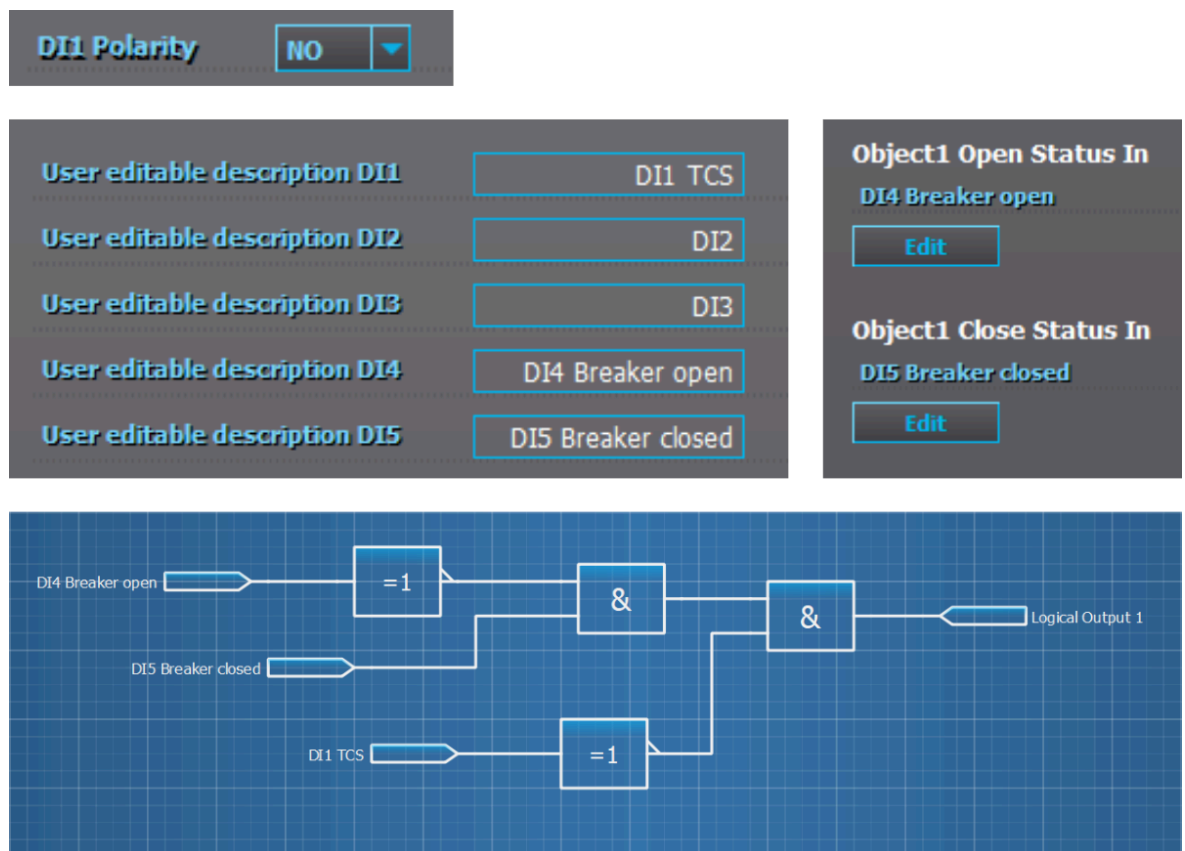 DI1 Polarity NO
User editable description DI1 DI1 TCS
User editable description DI2 DI2
User editable description DI3 DI3
User editable description DI4 DI4 Breaker open
User editable description DI5 DI5 Breaker closed
Object1 Open Status In
DI4 Breaker open
Edit
Object1 Close Status In
DI5 Breaker closed
Edit
DI4 Breaker open
=1
&
&
Logical Output 1
DI5 Breaker closed
DI1 TCS
=1